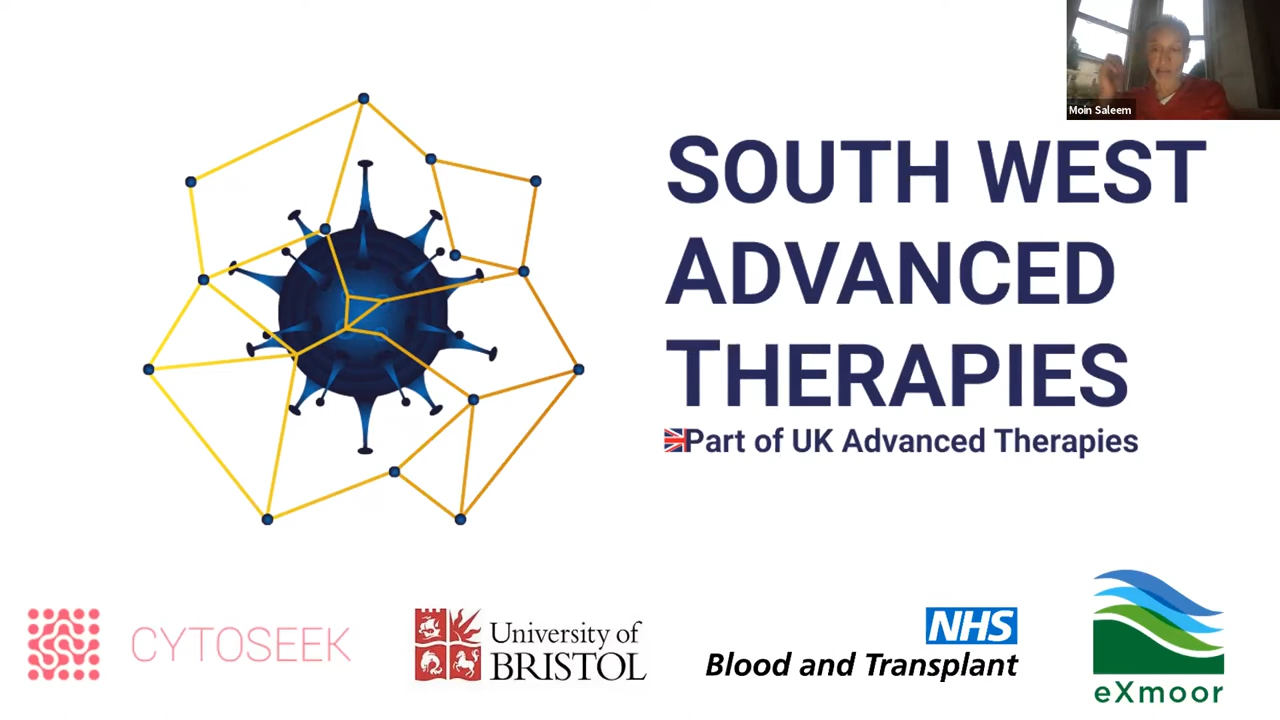 Moin Saleem
SOUTH WEST
ADVANCED
THERAPIES
Part of UK Advanced Therapies
CYTOSEEK
University of
BRISTOL
NHS
Blood and Transplant
eXmoor